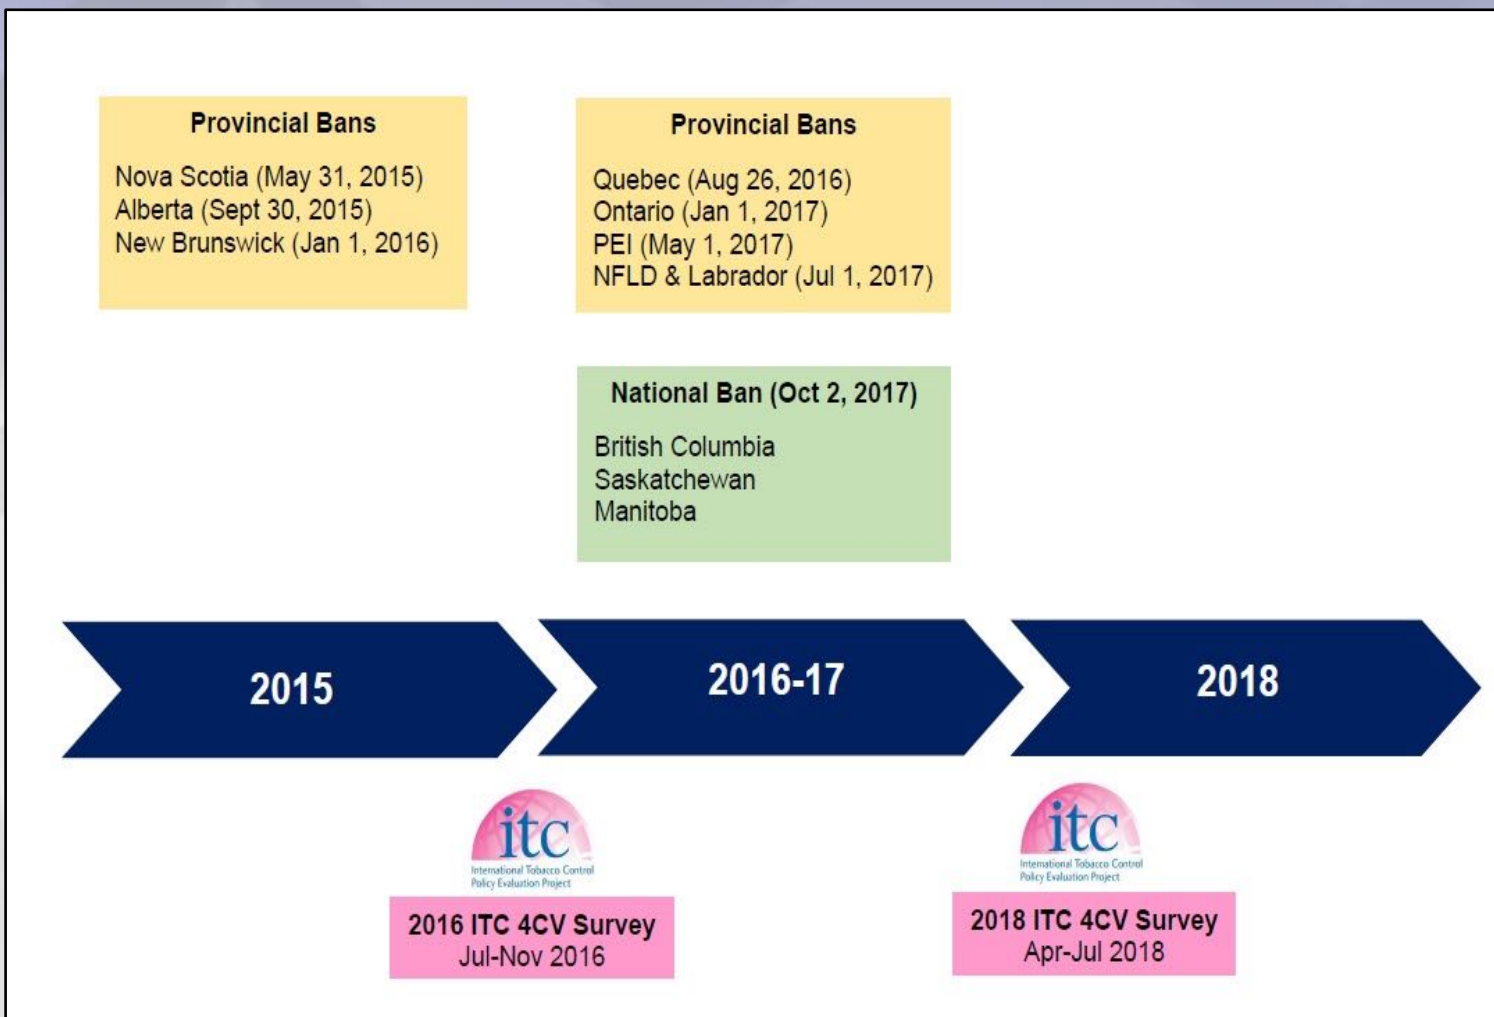 Provincial Bans
Nova Scotia (May 31, 2015)
Alberta (Sept 30, 2015)
New Brunswick (Jan 1, 2016)
Provincial Bans
Quebec (Aug 26, 2016)
Ontario (Jan 1, 2017)
PEI (May 1, 2017)
NFLD & Labrador (Jul 1, 2017)
National Ban (Oct 2, 2017)
British Columbia
Saskatchewan
Manitoba
2015
2016-17
2018
itc
International Tobacco Control
Policy Evaluation Project
2016 ITC 4CV Survey
Jul-Nov 2016
itc
International Tobacco Control
Policy Evaluation Project
2018 ITC 4CV Survey
Apr-Jul 2018